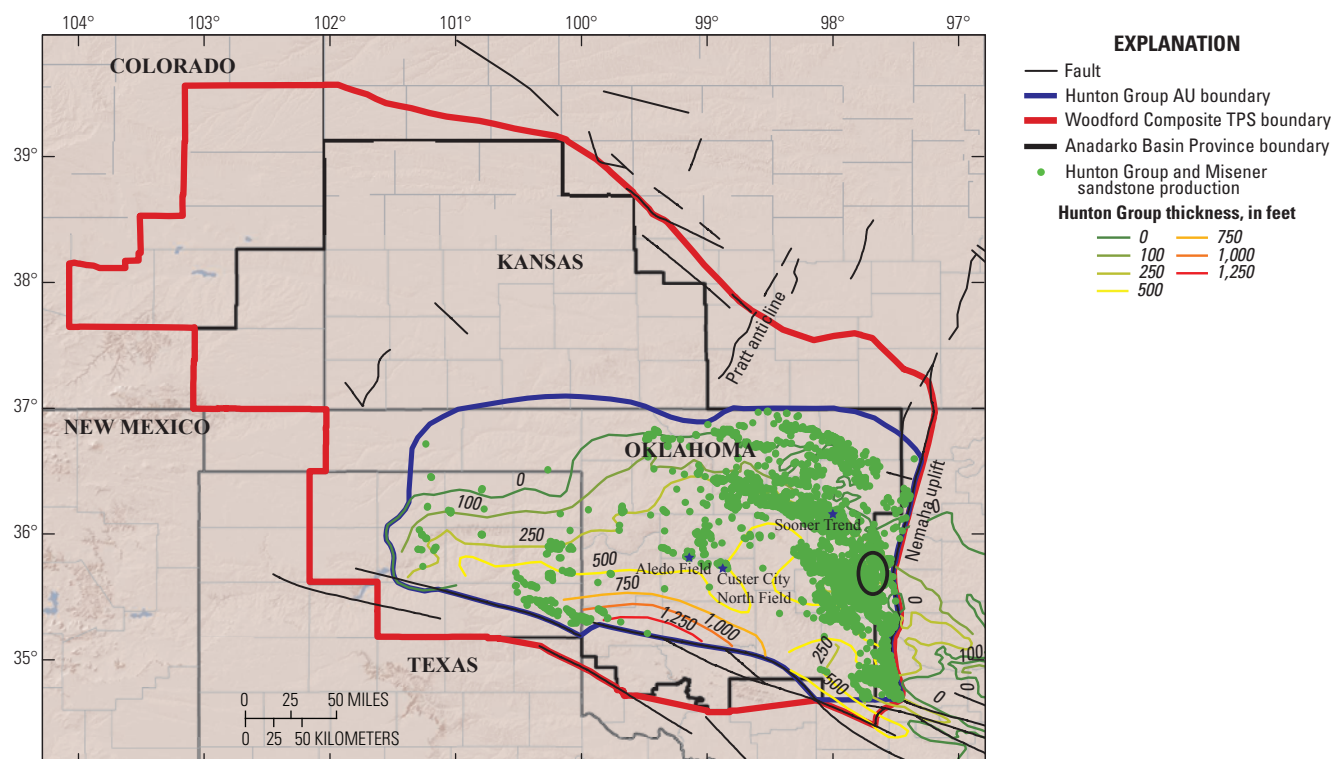 104°
103°
102°
101°
100°
99°
98°
97°
COLORADO
39°
KANSAS
38°
Pratt anticline
37°
NEW MEXICO
OKLAHOMA
0
100
250
500
750
1,000
1,250
250
500
0
0
100
0
0
36°
Sooner Trend
Aledo Field
Custer City
North Field
Nemaha uplift
35°
TEXAS
0 25 50 MILES
0 25 50 KILOMETERS
EXPLANATION
Fault
Hunton Group AU boundary
Woodford Composite TPS boundary
Anadarko Basin Province boundary
Hunton Group and Misener
sandstone production
Hunton Group thickness, in feet
0 750
100 1,000
250 1,250
500